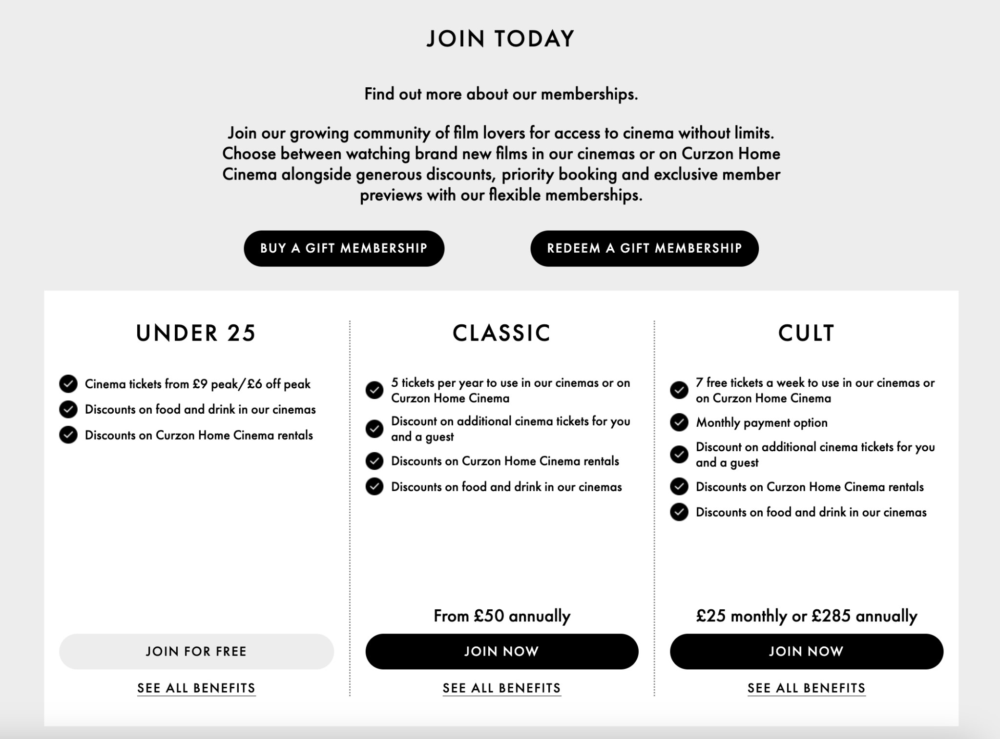 JOIN TODAY
Find out more about our memberships.
Join our growing community of film lovers for access to cinema without limits.
Choose between watching brand new films in our cinemas or on Curzon Home
Cinema alongside generous discounts, priority booking and exclusive member
previews with our flexible memberships.
BUY A GIFT MEMBERSHIP
REDEEM A GIFT MEMBERSHIP
UNDER 25
Cinema tickets from £9 peak/£6 off peak
Discounts on food and drink in our cinemas
Discounts on Curzon Home Cinema rentals
JOIN FOR FREE
SEE ALL BENEFITS
CLASSIC
5 tickets per year to use in our cinemas or on
Curzon Home Cinema
Discount on additional cinema tickets for you
and a guest
Discounts on Curzon Home Cinema rentals
Discounts on food and drink in our cinemas
From £50 annually
JOIN NOW
SEE ALL BENEFITS
CULT
7 free tickets a week to use in our cinemas or
on Curzon Home Cinema
Monthly payment option
Discount on additional cinema tickets for you
and a guest
Discounts on Curzon Home Cinema rentals
Discounts on food and drink in our cinemas
£25 monthly or £285 annually
JOIN NOW
SEE ALL BENEFITS